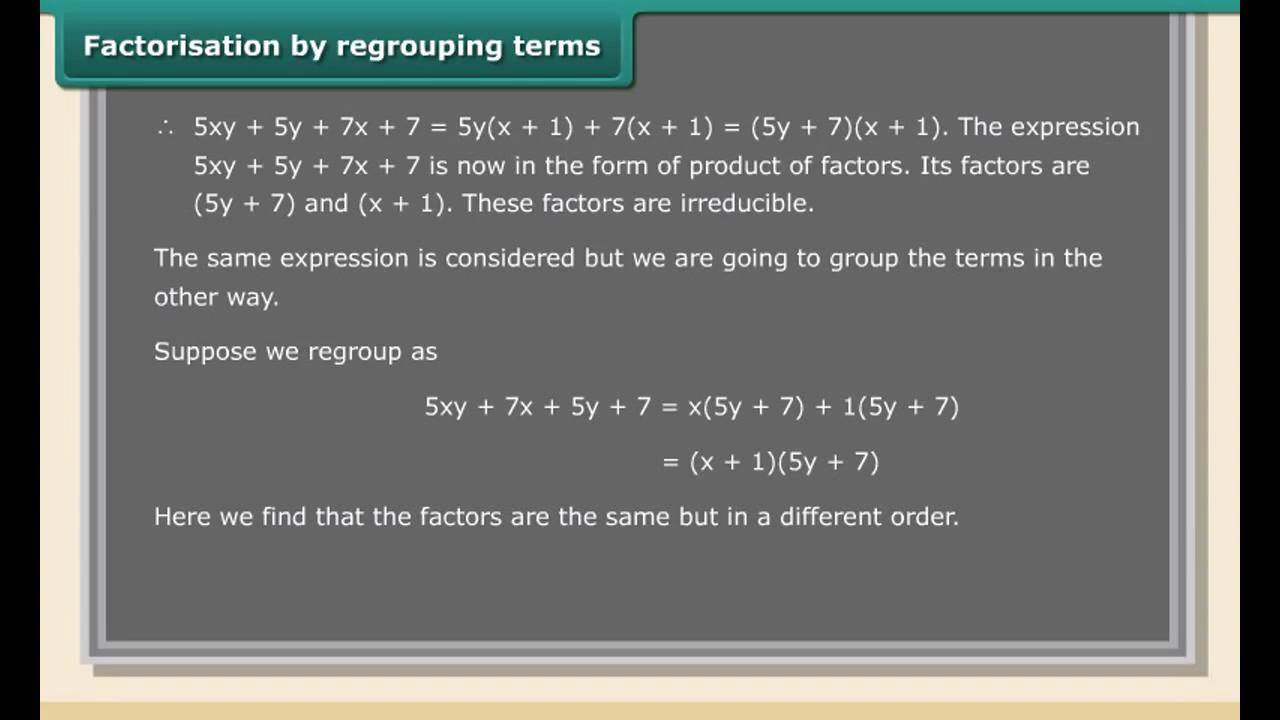 Factorisation by regrouping terms
∴ 5xy + 5y + 7x + 7 = 5y(x + 1) + 7(x + 1) = (5y + 7)(x + 1). The expression
5xy + 5y + 7x + 7 is now in the form of product of factors. Its factors are
(5y + 7) and (x + 1). These factors are irreducible.
The same expression is considered but we are going to group the terms in the
other way.
Suppose we regroup as
5xy + 7x + 5y + 7 = x(5y + 7) + 1(5y + 7)
= (x + 1)(5y + 7)
Here we find that the factors are the same but in a different order.